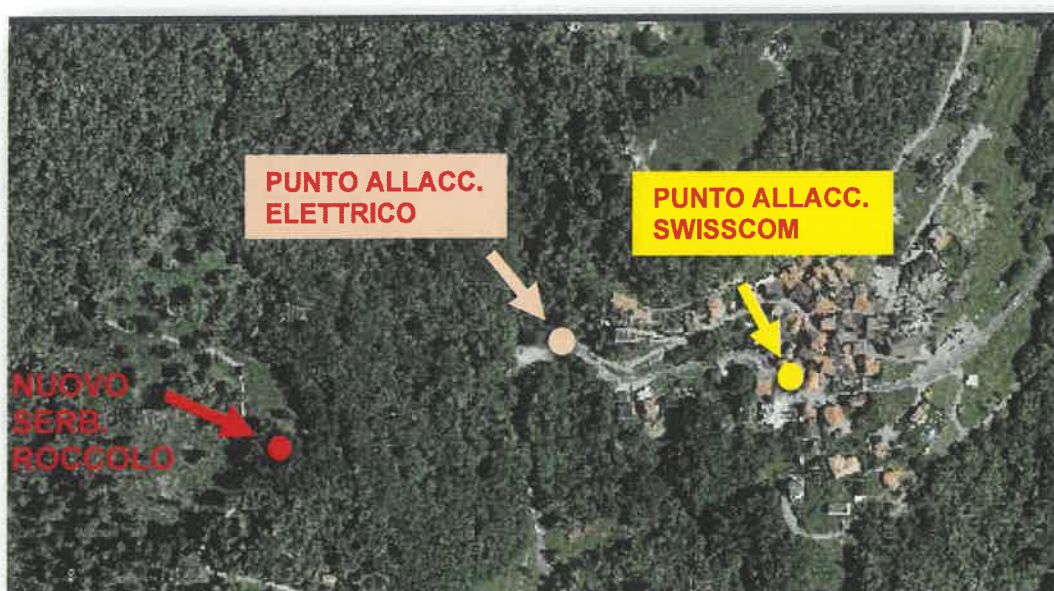 PUNTO ALLACC.
ELETTRICO
PUNTO ALLACC.
SWISSCOM
NUOVO
SERB.
ROCCOLO